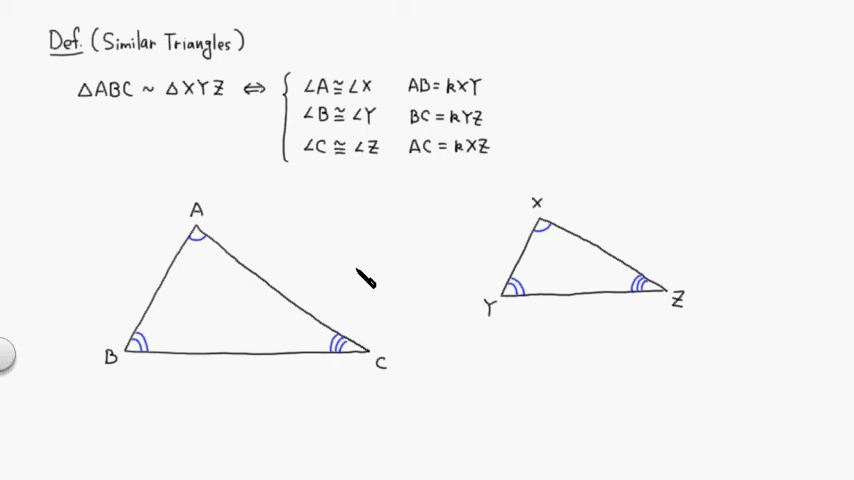 Def. (Similar Triangles)
△ABC ~ △XYZ ⇔ { ∠A ≅ ∠X AB = kXY
∠B ≅ ∠Y BC = kYZ
∠C ≅ ∠Z AC = kXZ
A
X
Y
Z
B
C